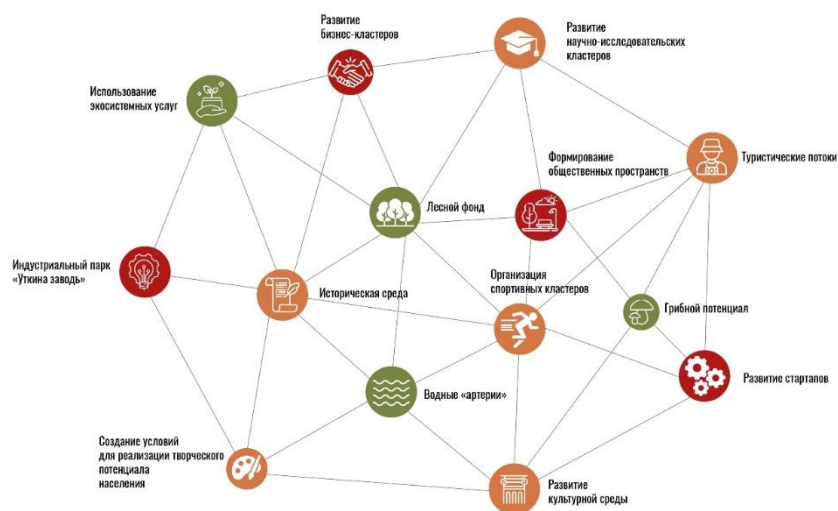 Развитие
бизнес-кластеров
Развитие
научно-исследовательских
кластеров
Использование
экосистемных услуг
Туристические потоки
Формирование
общественных пространств
Лесной фонд
Индустриальный парк
«Уткина заводь»
Историческая среда
Организация
спортивных кластеров
Грибной потенциал
Развитие стартапов
Водные «артерии»
Создание условий
для реализации творческого
потенциала
населения
Развитие
культурной среды